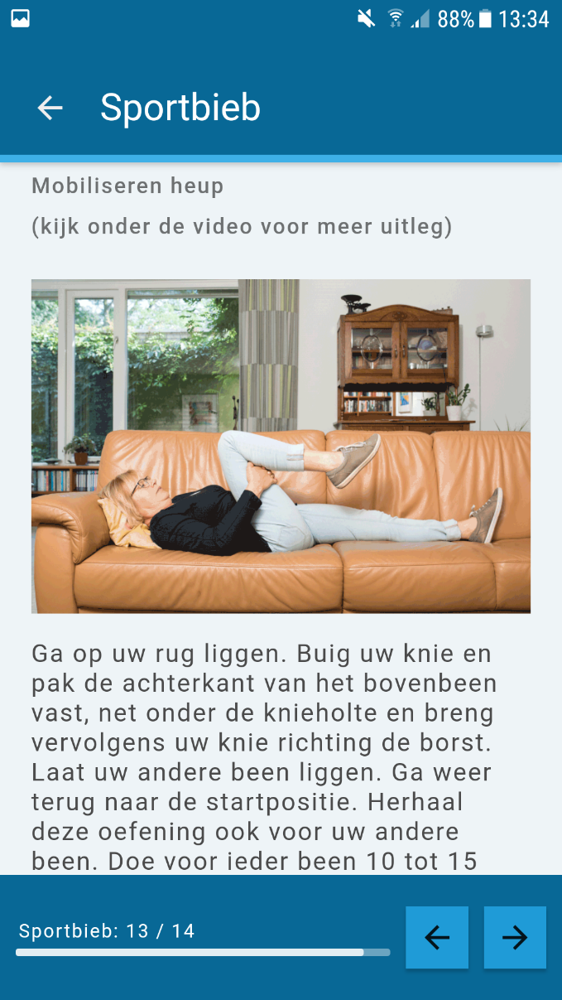 88% 13:34
Sportbieb
Mobiliseren heup
(kijk onder de video voor meer uitleg)
Ga op uw rug liggen. Buig uw knie en
pak de achterkant van het bovenbeen
vast, net onder de knieholte en breng
vervolgens uw knie richting de borst.
Laat uw andere been liggen. Ga weer
terug naar de startpositie. Herhaal
deze oefening ook voor uw andere
been. Doe voor ieder been 10 tot 15
Sportbieb: 13 / 14